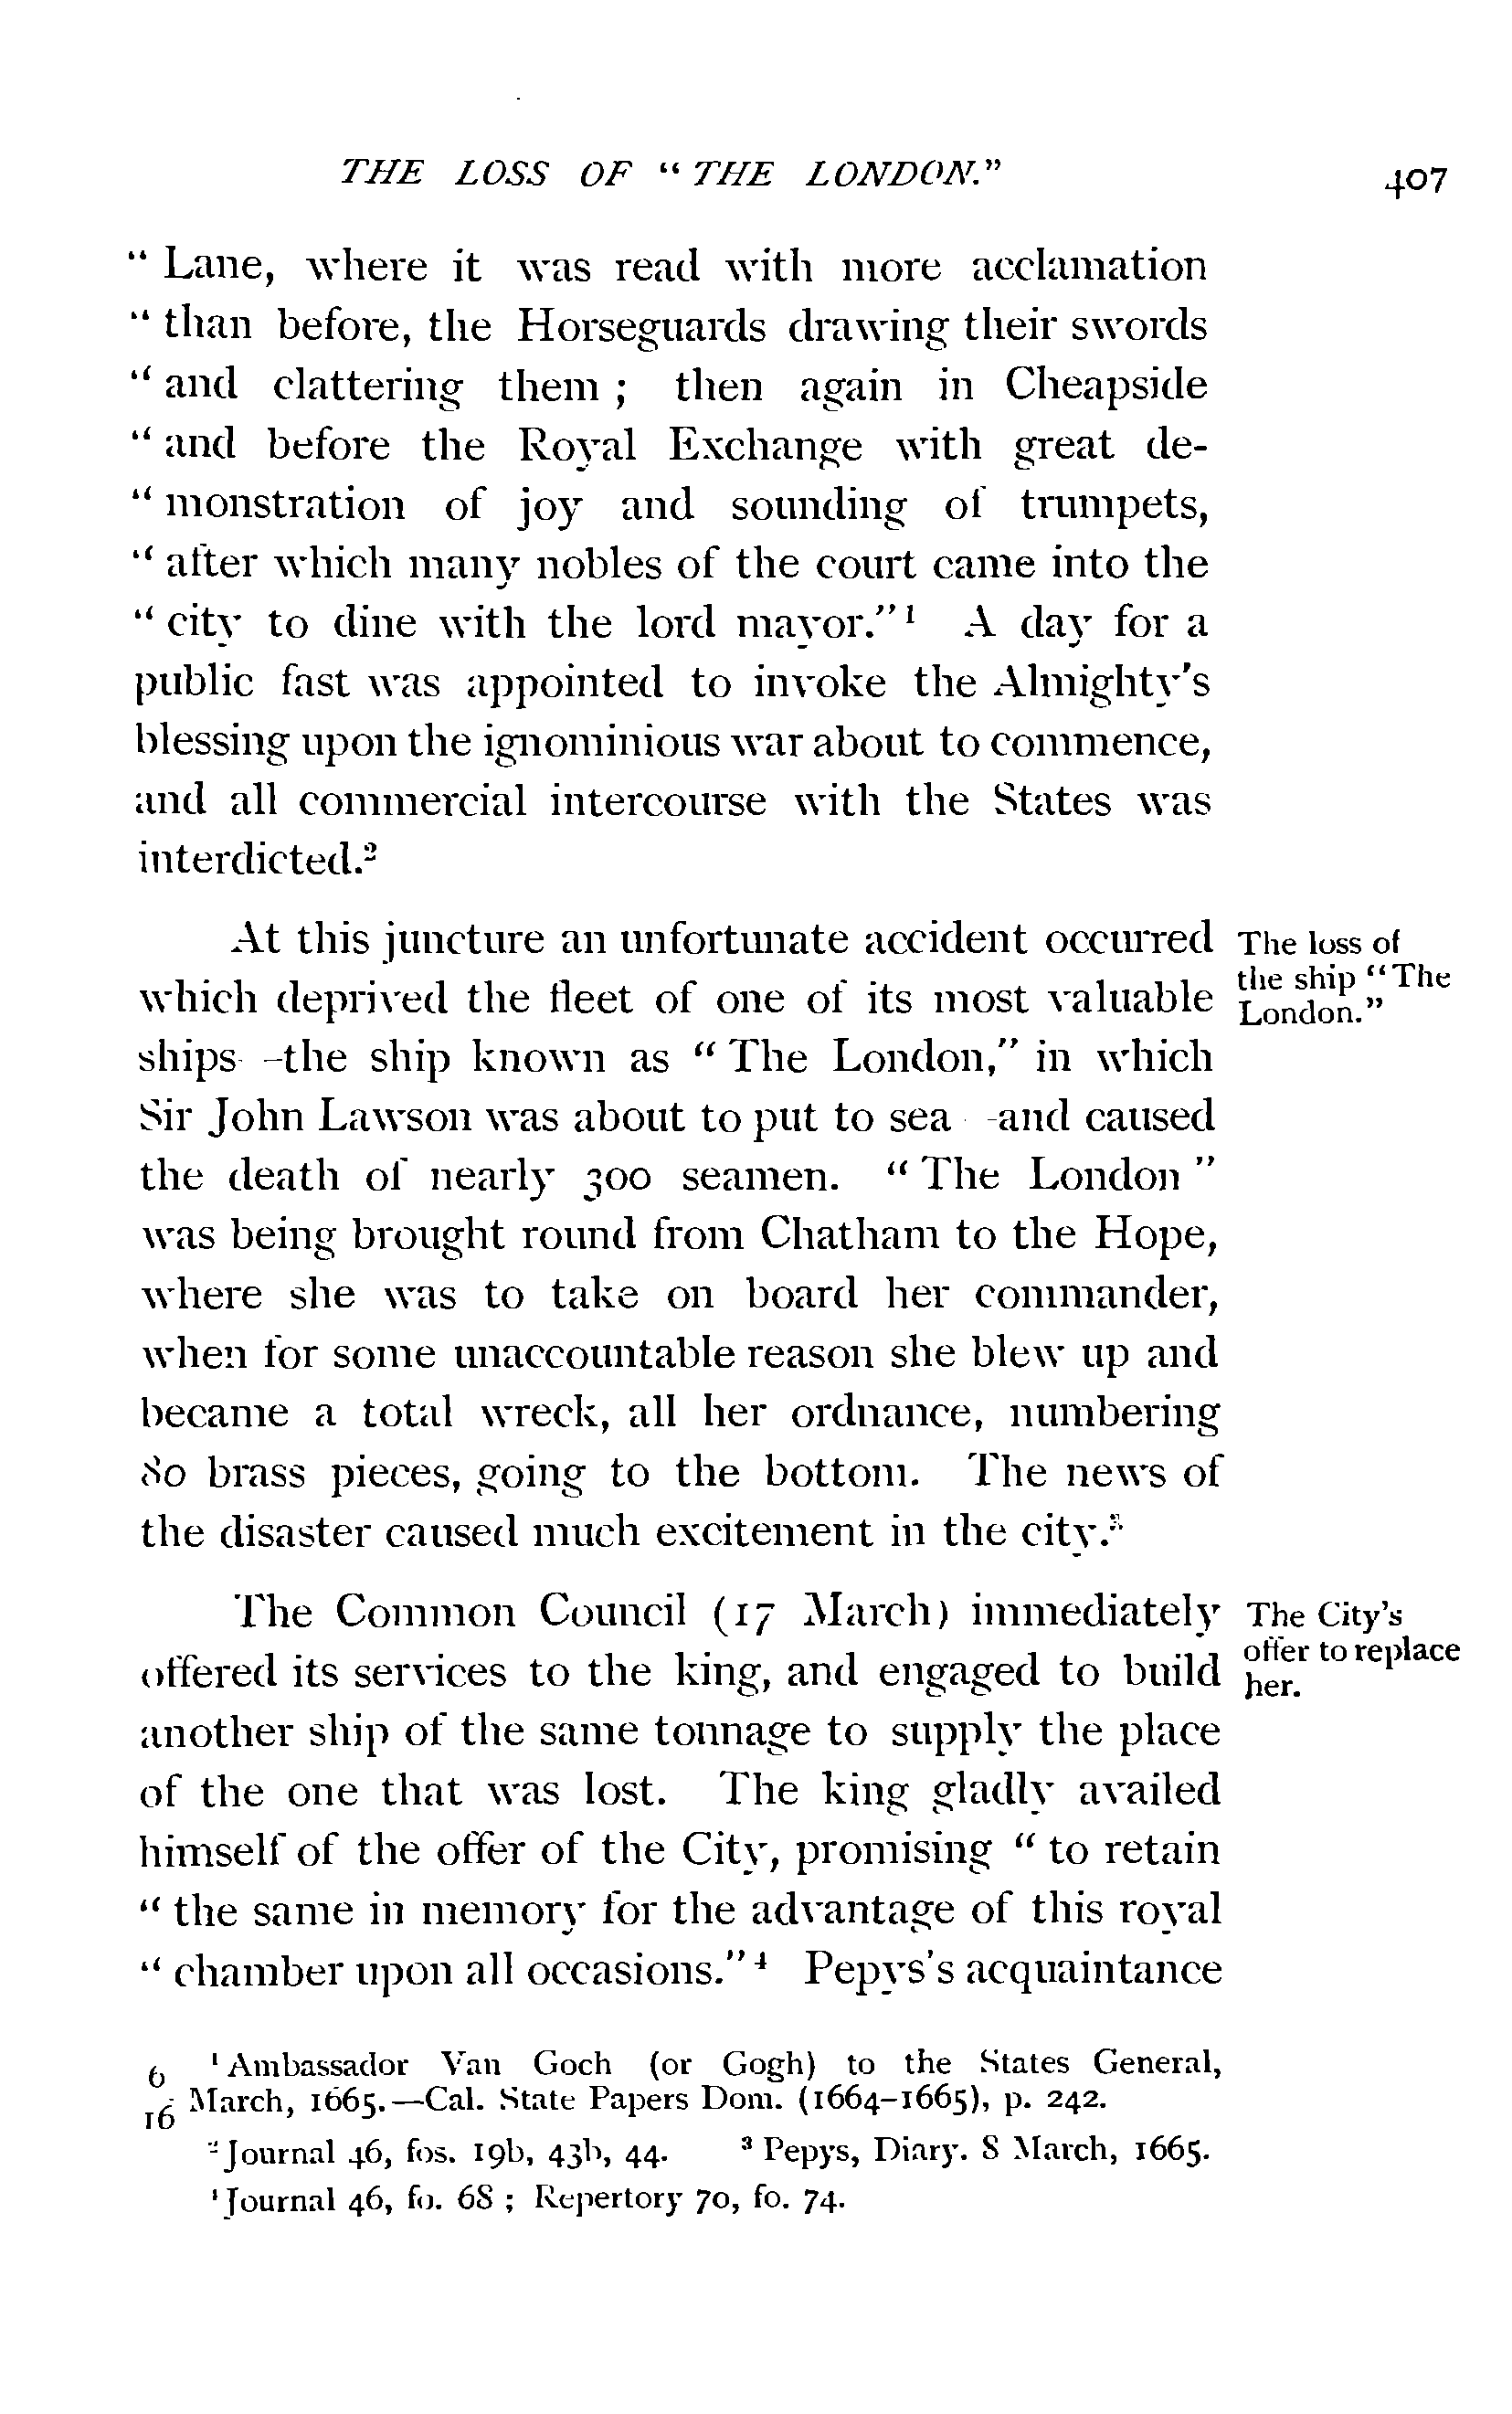 THE LOSS OF " THE LONDON."
407
" Lane, where it was read with more acclamation
" than before, the Horseguards drawing their swords
" and clattering them ; then again in Cheapside
" and before the Royal Exchange with great de-
" monstration of joy and sounding of trumpets,
" after which many nobles of the court came into the
" city to dine with the lord mayor."¹ A day for a
public fast was appointed to invoke the Almighty's
blessing upon the ignominious war about to commence,
and all commercial intercourse with the States was
interdicted.²
At this juncture an unfortunate accident occurred
which deprived the fleet of one of its most valuable
ships—the ship known as " The London," in which
Sir John Lawson was about to put to sea—and caused
the death of nearly 300 seamen. " The London "
was being brought round from Chatham to the Hope,
where she was to take on board her commander,
when for some unaccountable reason she blew up and
became a total wreck, all her ordnance, numbering
80 brass pieces, going to the bottom. The news of
the disaster caused much excitement in the city.³
The loss of
the ship "The
London."
The Common Council (17 March) immediately
offered its services to the king, and engaged to build
another ship of the same tonnage to supply the place
of the one that was lost. The king gladly availed
himself of the offer of the City, promising " to retain
" the same in memory for the advantage of this royal
" chamber upon all occasions."⁴ Pepys's acquaintance
The City's
offer to replace
her.
¹ Ambassador Van Goch (or Gogh) to the States General,
6/16 March, 1665.—Cal. State Papers Dom. (1664-1665), p. 242.
² Journal 46, fos. 19b, 43b, 44. ³ Pepys, Diary. 8 March, 1665.
⁴ Journal 46, fo. 68 ; Repertory 70, fo. 74.